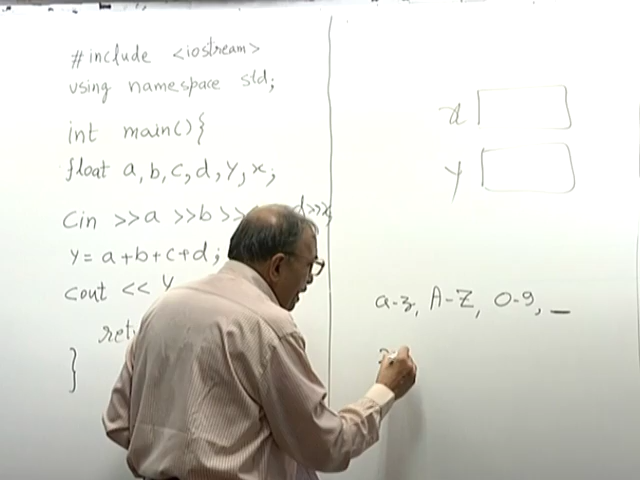 #include <iostream>
using namespace std;
int main(){
float a, b, c, d, y, x;
cin >>a >>b >> d >>x
y = a+b+c+d;
cout << y
}
x
y
a-z, A-Z, 0-9, _